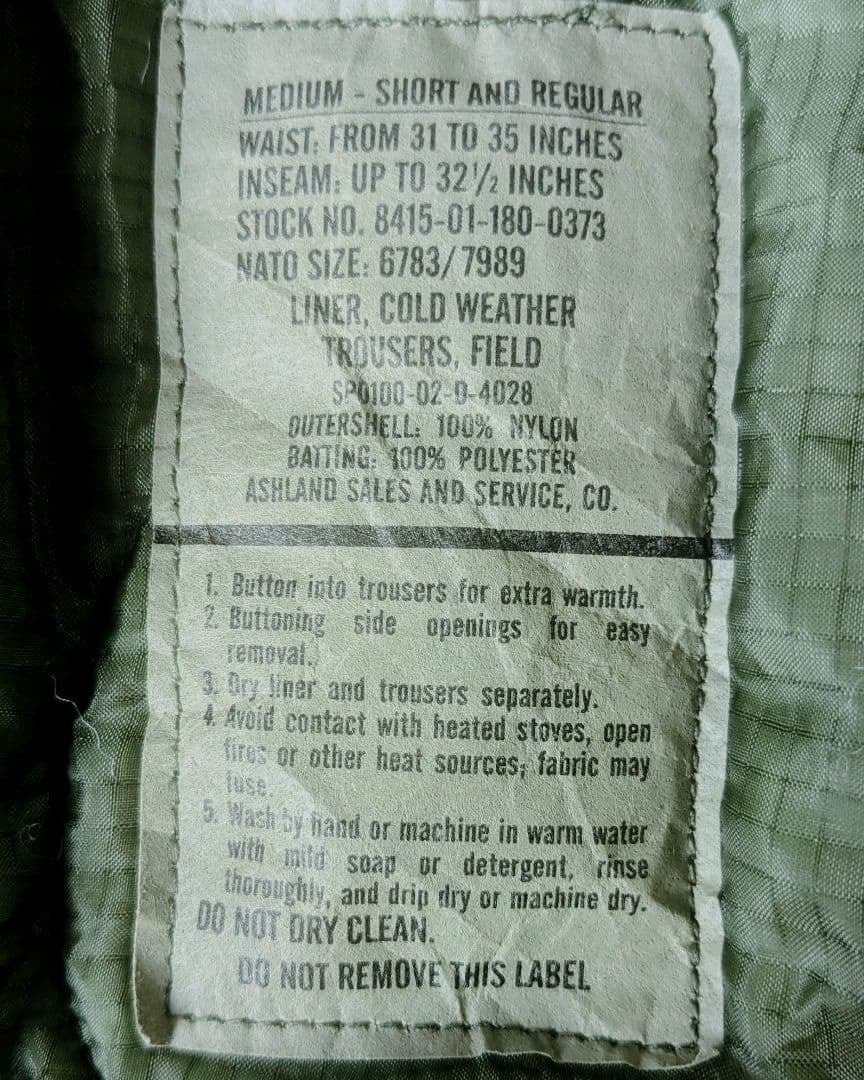 MEDIUM - SHORT AND REGULAR
WAIST: FROM 31 TO 35 INCHES
INSEAM: UP TO 32 1/2 INCHES
STOCK NO. 8415-01-180-0373
NATO SIZE: 6783/7989
LINER, COLD WEATHER
TROUSERS, FIELD
SP0100-02-D-4028
OUTERSHELL: 100% NYLON
BATTING: 100% POLYESTER
ASHLAND SALES AND SERVICE, CO.
1. Button into trousers for extra warmth.
2. Buttoning side openings for easy
removal.
3. Dry liner and trousers separately.
4. Avoid contact with heated stoves, open
fires or other heat sources; fabric may
fuse.
5. Wash by hand or machine in warm water
with mild soap or detergent, rinse
thoroughly, and drip dry or machine dry.
DO NOT DRY CLEAN.
DO NOT REMOVE THIS LABEL